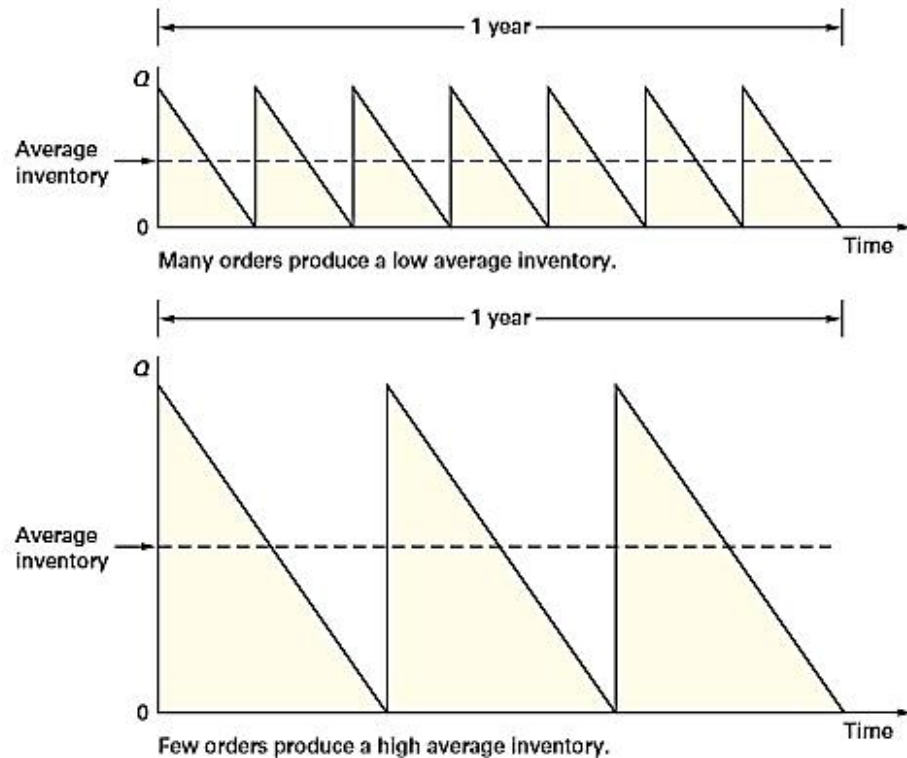 1 year
Q
Average
inventory
0
Time
Many orders produce a low average inventory.
1 year
Q
Average
inventory
0
Time
Few orders produce a high average inventory.